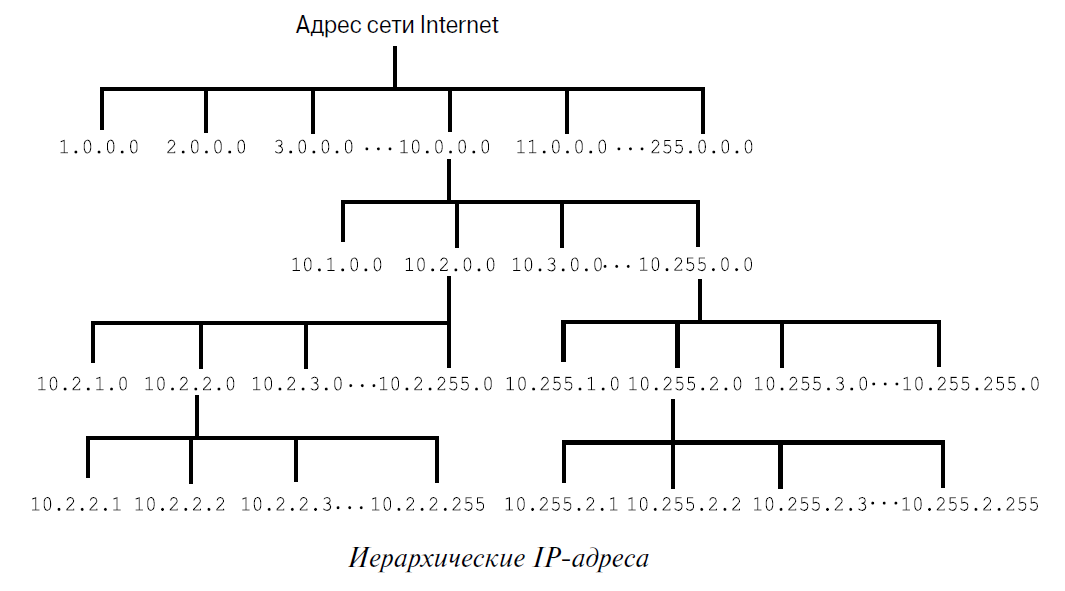 Адрес сети Internet
1.0.0.0 2.0.0.0 3.0.0.0 ··· 10.0.0.0 11.0.0.0 ··· 255.0.0.0
10.1.0.0 10.2.0.0 10.3.0.0··· 10.255.0.0
10.2.1.0 10.2.2.0 10.2.3.0···10.2.255.0 10.255.1.0 10.255.2.0 10.255.3.0···10.255.255.0
10.2.2.1 10.2.2.2 10.2.2.3··· 10.2.2.255 10.255.2.1 10.255.2.2 10.255.2.3···10.255.2.255
Иерархические IP-адреса